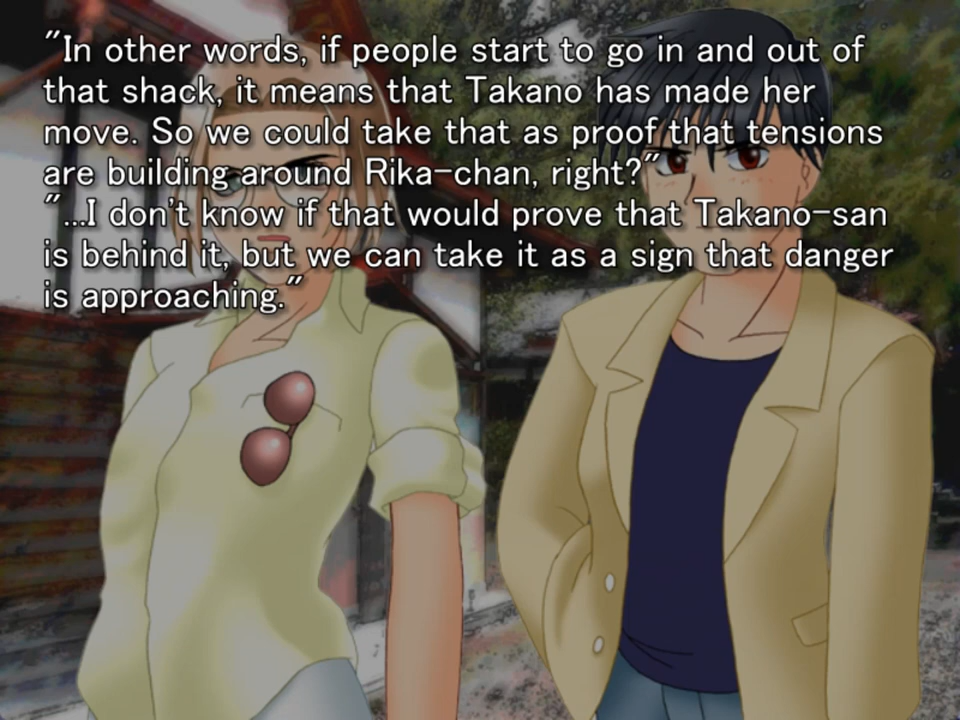 "In other words, if people start to go in and out of
that shack, it means that Takano has made her
move. So we could take that as proof that tensions
are building around Rika-chan, right?"
"...I don't know if that would prove that Takano-san
is behind it, but we can take it as a sign that danger
is approaching."